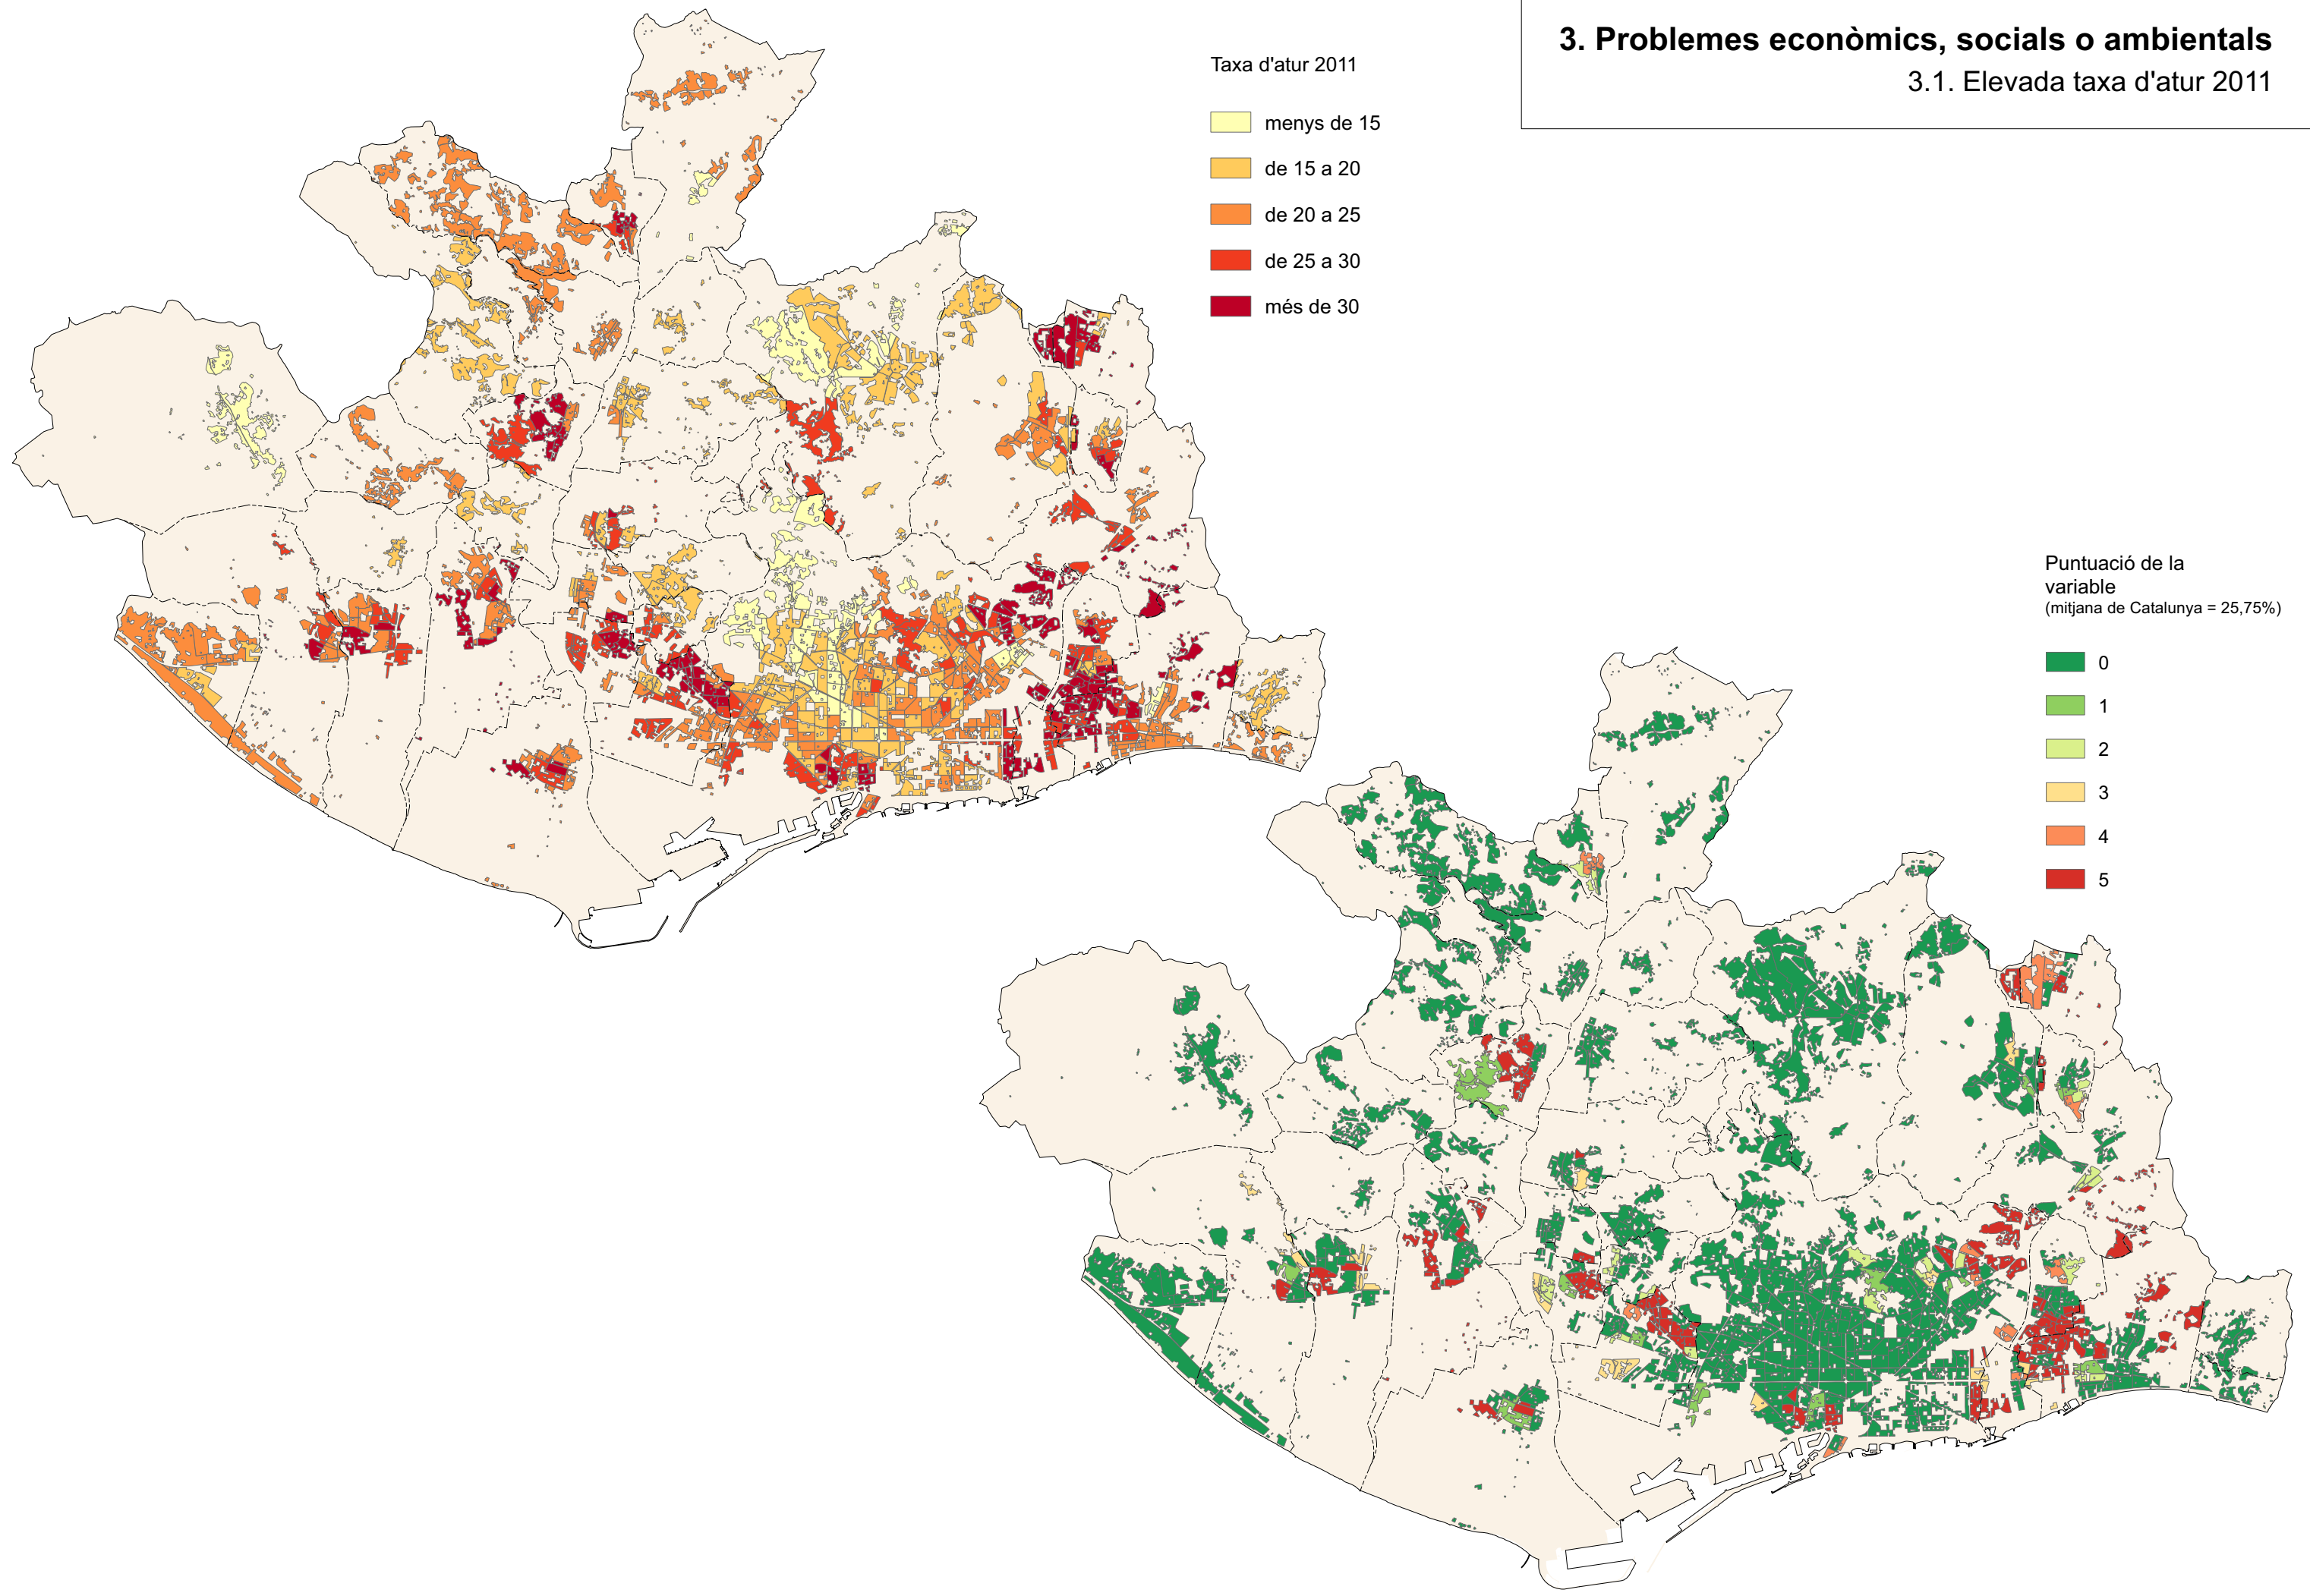 3. Problemes econòmics, socials o ambientals
3.1. Elevada taxa d'atur 2011
Taxa d'atur 2011
menys de 15
de 15 a 20
de 20 a 25
de 25 a 30
més de 30
Puntuació de la
variable
(mitjana de Catalunya = 25,75%)
0
1
2
3
4
5